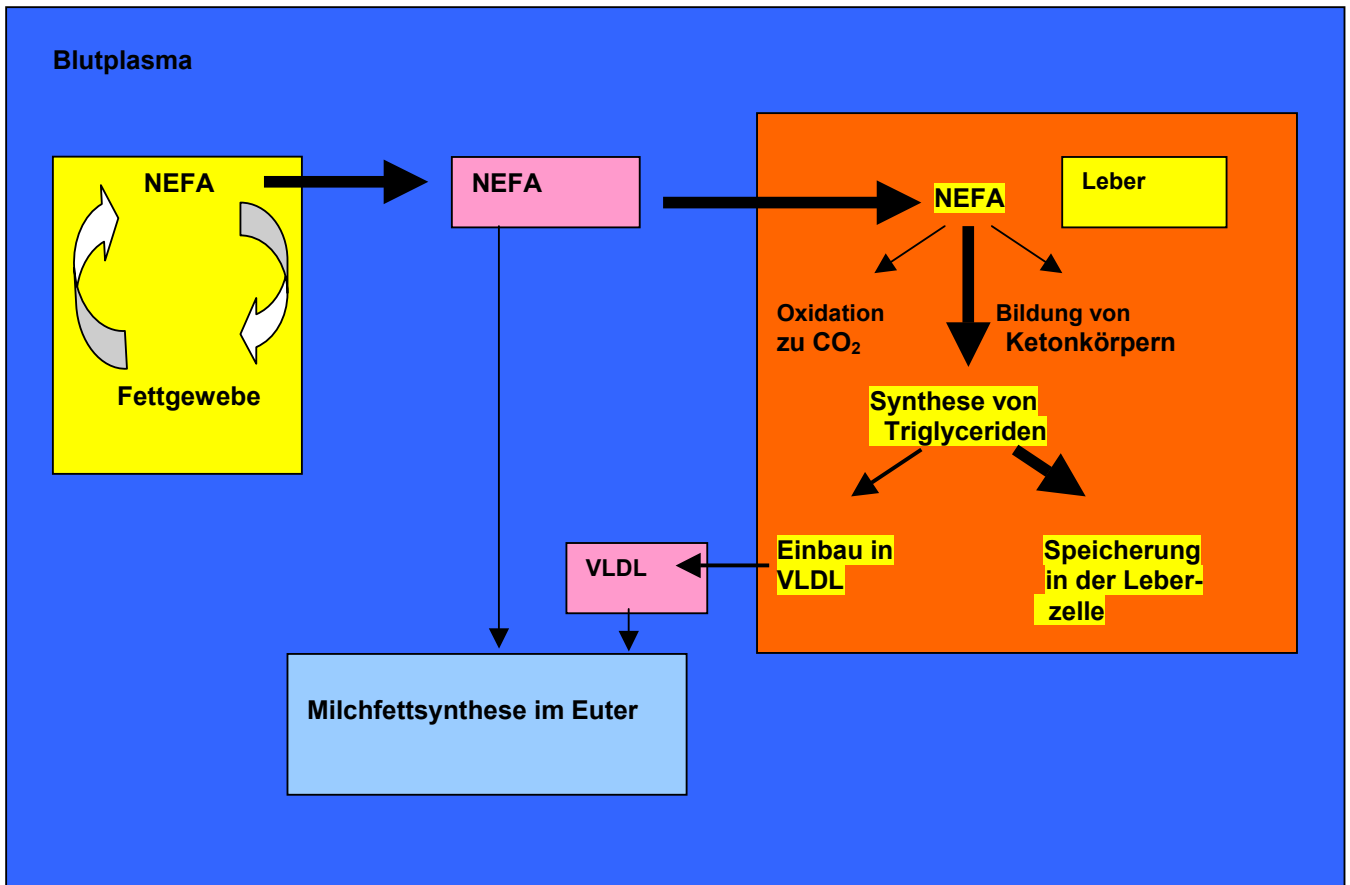 Blutplasma
NEFA
Fettgewebe
NEFA
Leber
NEFA
Oxidation
zu CO₂
Bildung von
Ketonkörpern
Synthese von
Triglyceriden
Einbau in
VLDL
Speicherung
in der Leber-
zelle
VLDL
Milchfettsynthese im Euter